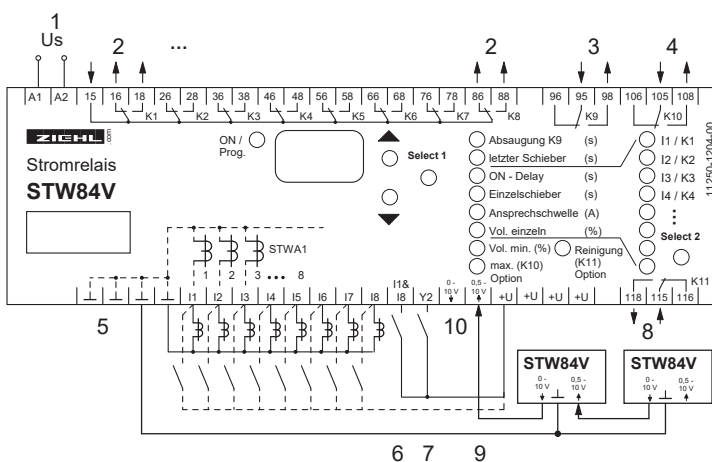 1
Us
2 ... 2 3 4
A1 A2 15 16 18 26 28 36 38 46 48 56 58 66 68 76 78 86 88 96 95 98 106 105 108
K1 K2 K3 K4 K5 K6 K7 K8 K9 K10
ZIEHL
Stromrelais
STW84V
ON /
Prog.
Select 1
Absaugung K9 (s)
letzter Schieber (s)
ON - Delay (s)
Einzelschieber (s)
Ansprechschwelle (A)
Vol. einzeln (%)
Vol. min. (%)
max. (K10)
Option
Reinigung
(K11)
Option
I1 / K1
I2 / K2
I3 / K3
I4 / K4
Select 2
11250-1204-00
STWA1
1 2 3 ... 8
I1 I2 I3 I4 I5 I6 I7 I8
I1&
I8 Y2
0 -
10 V
0,5 -
10 V
+U +U +U +U
K11
118 115 116
5 10 8
STW84V
0 -
10 V
0,5 -
10 V
STW84V
0 -
10 V
0,5 -
10 V
6 7 9